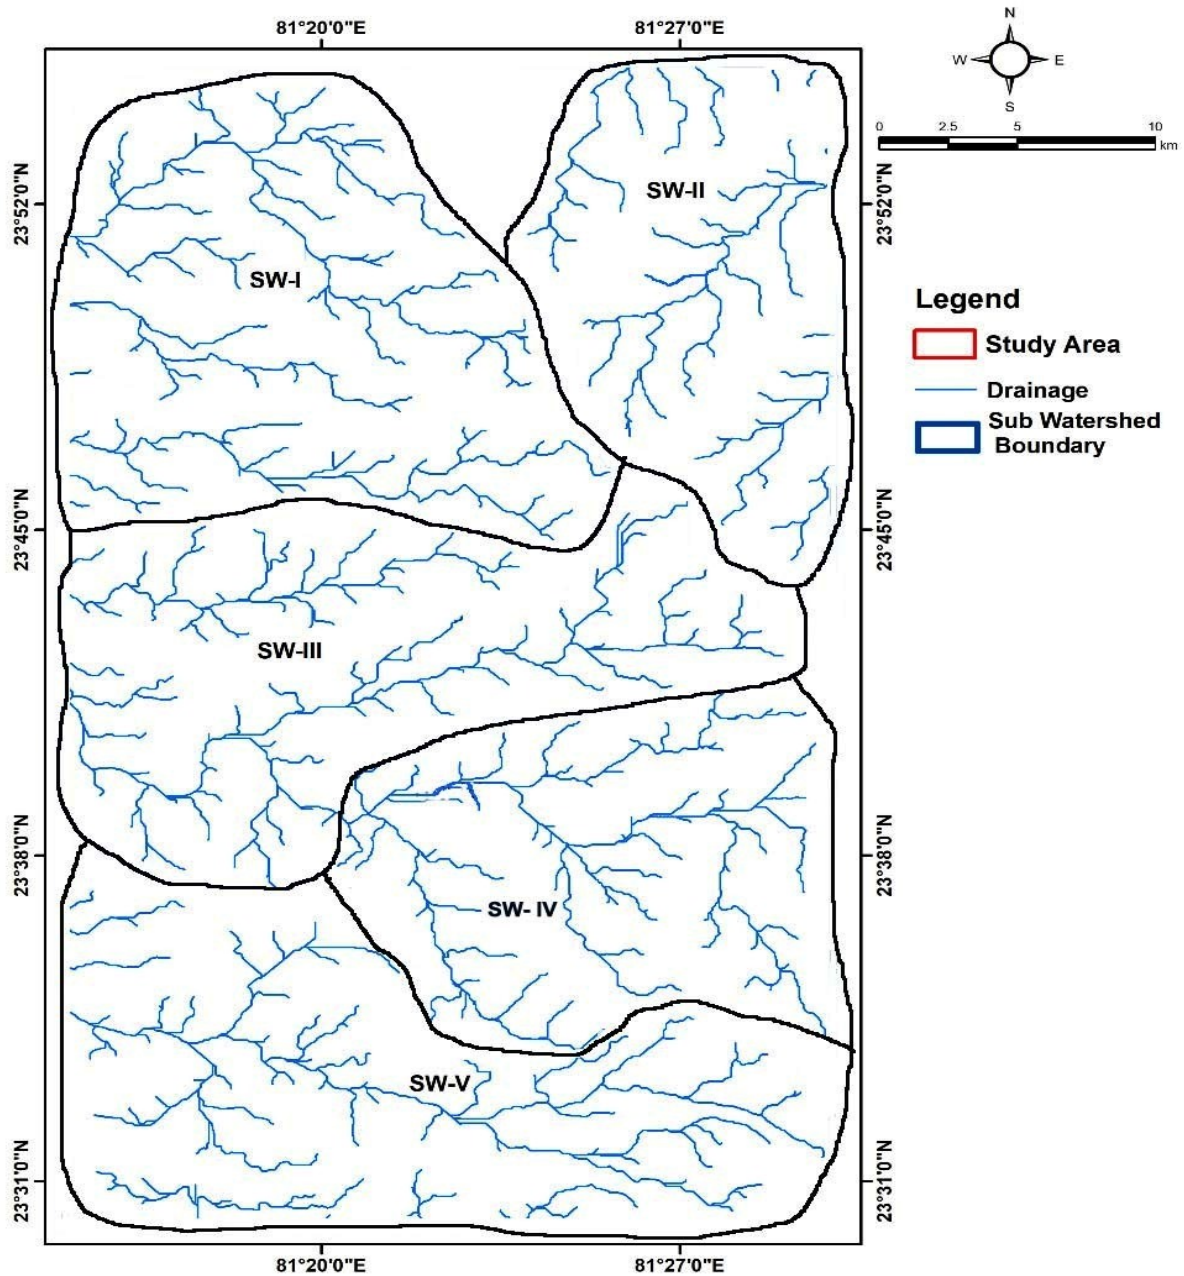 81°20'0"E
81°27'0"E
N
W
E
S
0
2.5
5
10
km
23°52'0"N
23°52'0"N
SW-II
SW-I
Legend
Study Area
Drainage
Sub Watershed
Boundary
23°45'0"N
23°45'0"N
SW-III
23°38'0"N
23°38'0"N
SW- IV
SW-V
23°31'0"N
23°31'0"N
81°20'0"E
81°27'0"E